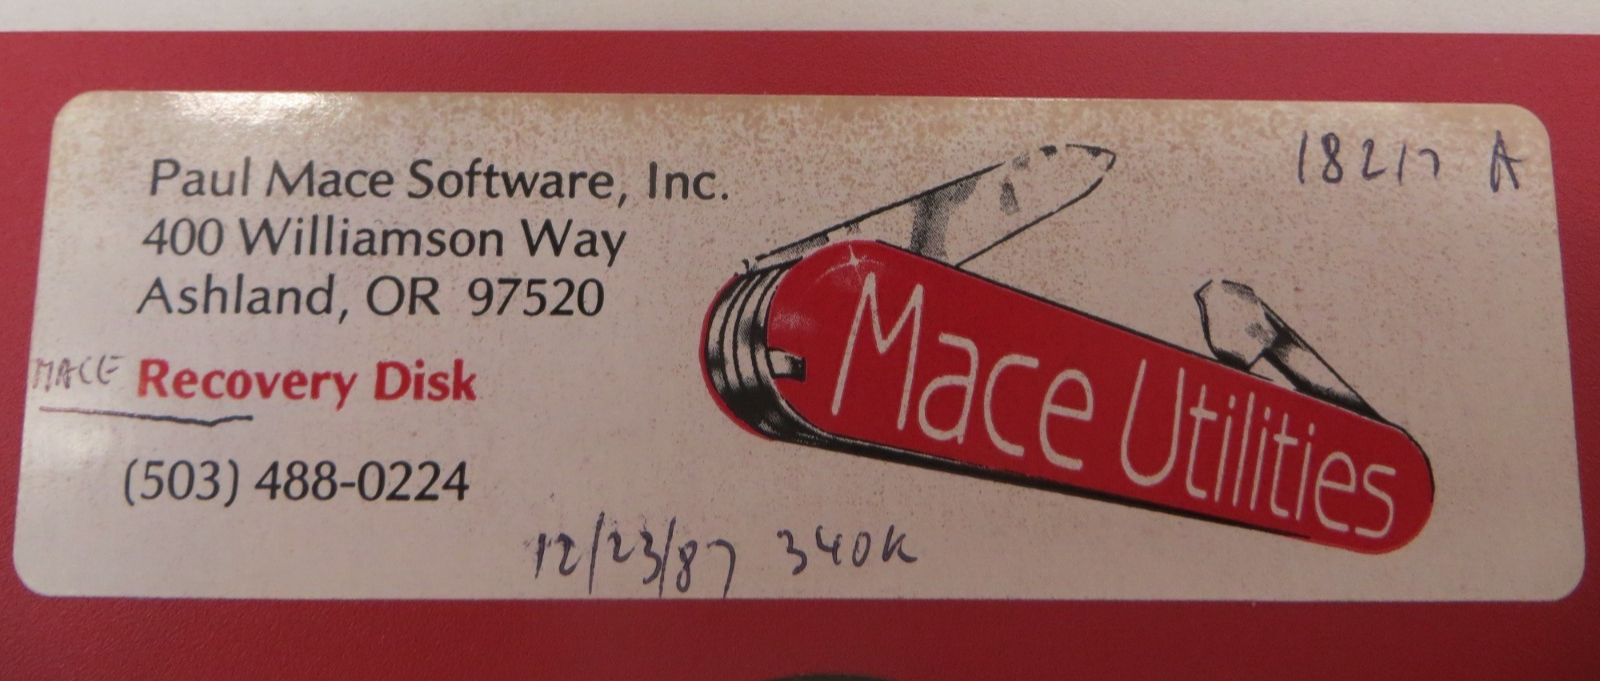 Paul Mace Software, Inc.
400 Williamson Way
Ashland, OR 97520
MACE Recovery Disk
(503) 488-0224
12/23/87 340K
Mace Utilities
18217 A